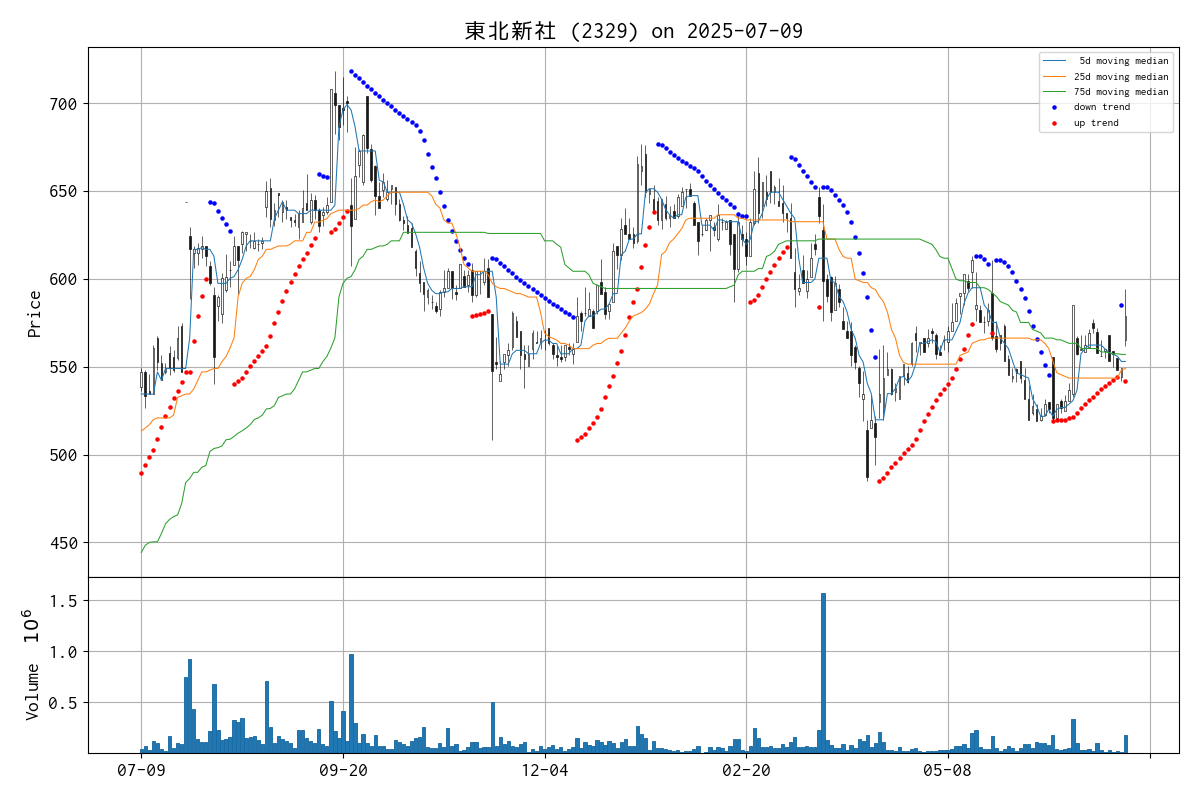 東北新社 (2329) on 2025-07-09
5d moving median
25d moving median
75d moving median
down trend
up trend
700
650
600
550
500
450
Price
1.5
1.0
0.5
Volume 10⁶
07-09
09-20
12-04
02-20
05-08